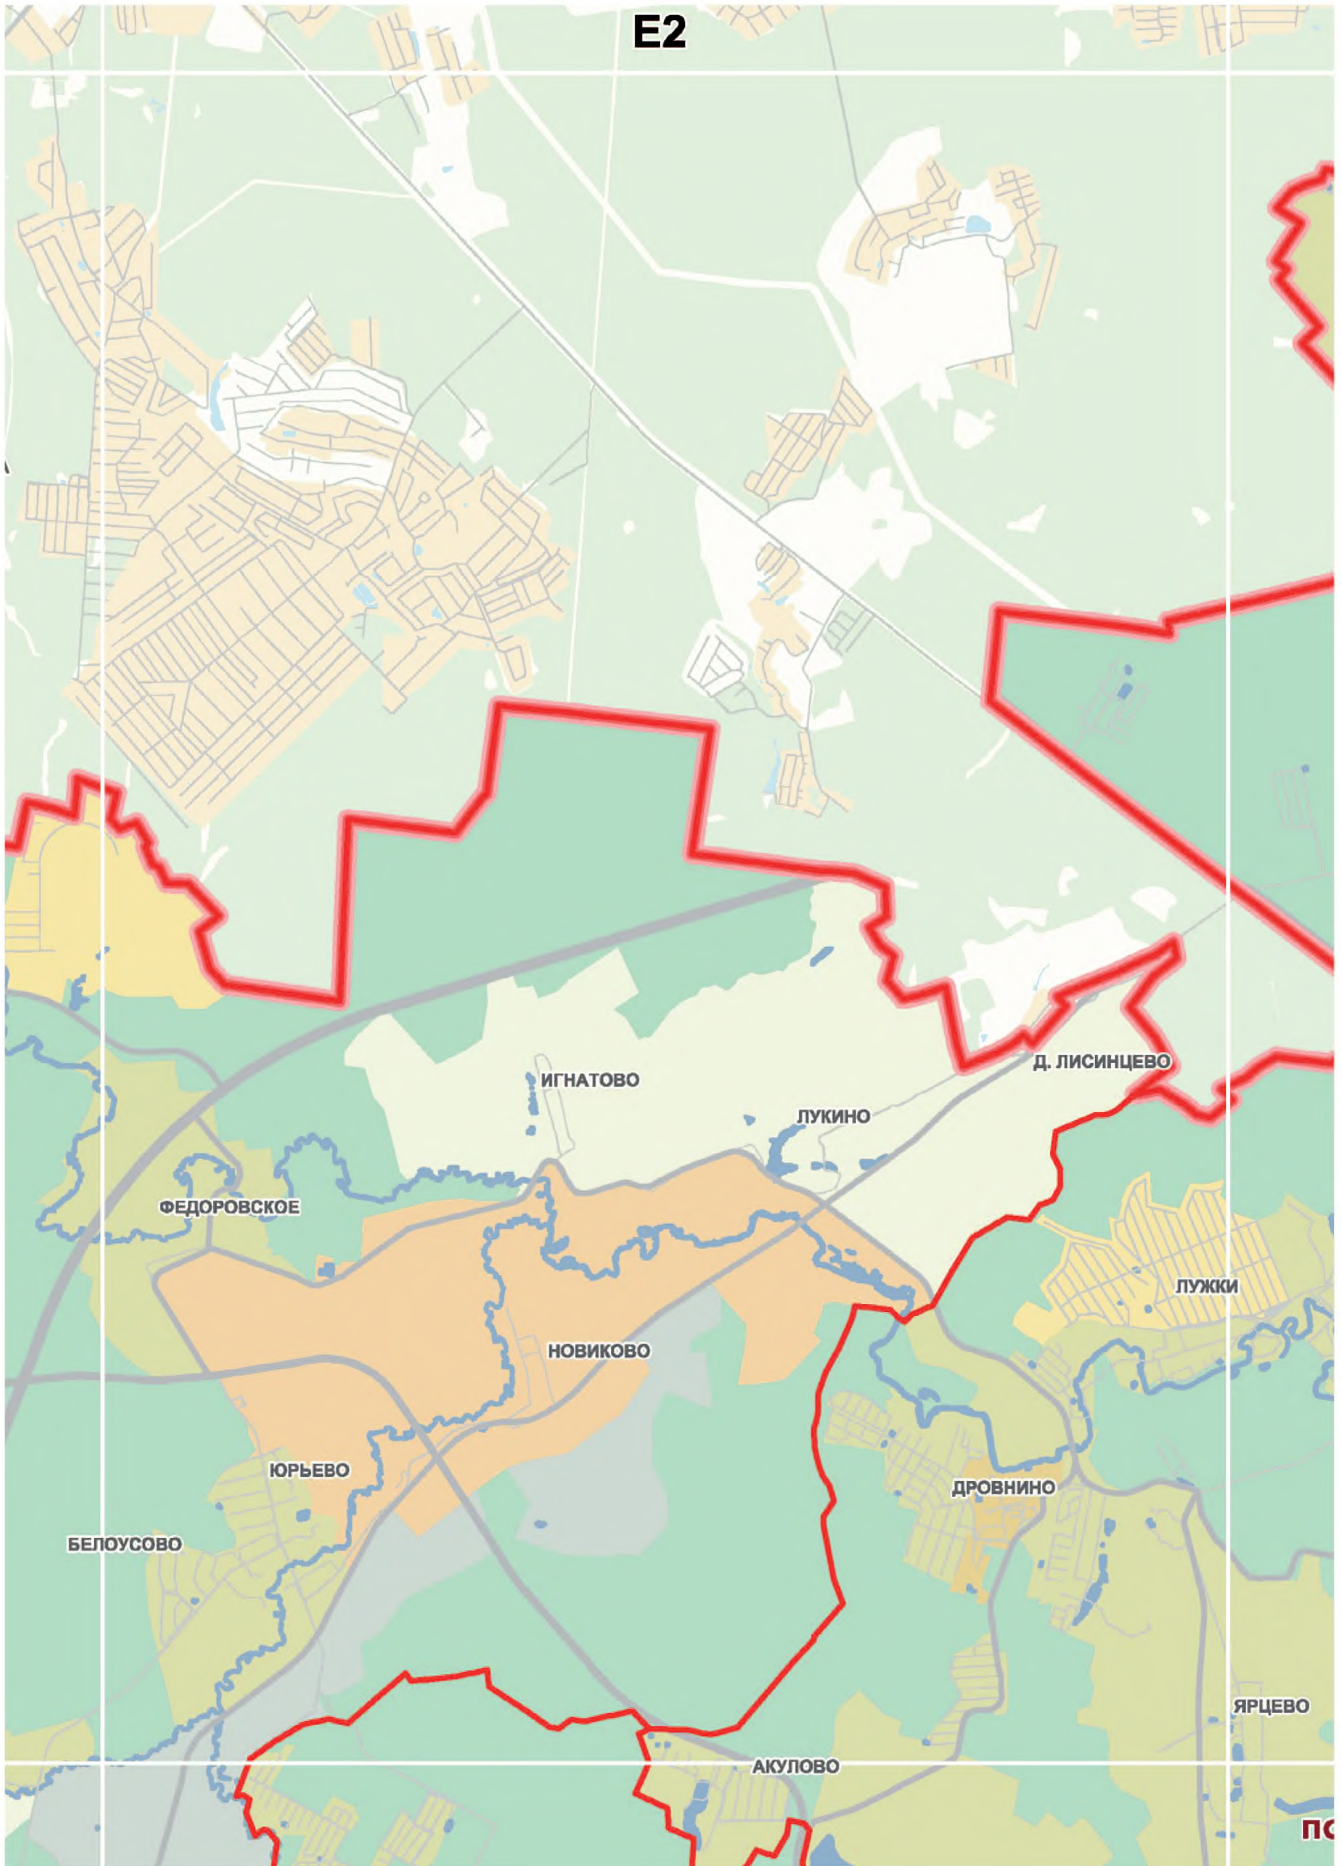 E2
Д. ЛИСИНЦЕВО
ИГНАТОВО
ЛУКИНО
ФЕДОРОВСКОЕ
ЛУЖКИ
НОВИКОВО
ЮРЬЕВО
ДРОВНИНО
БЕЛОУСОВО
ЯРЦЕВО
АКУЛОВО